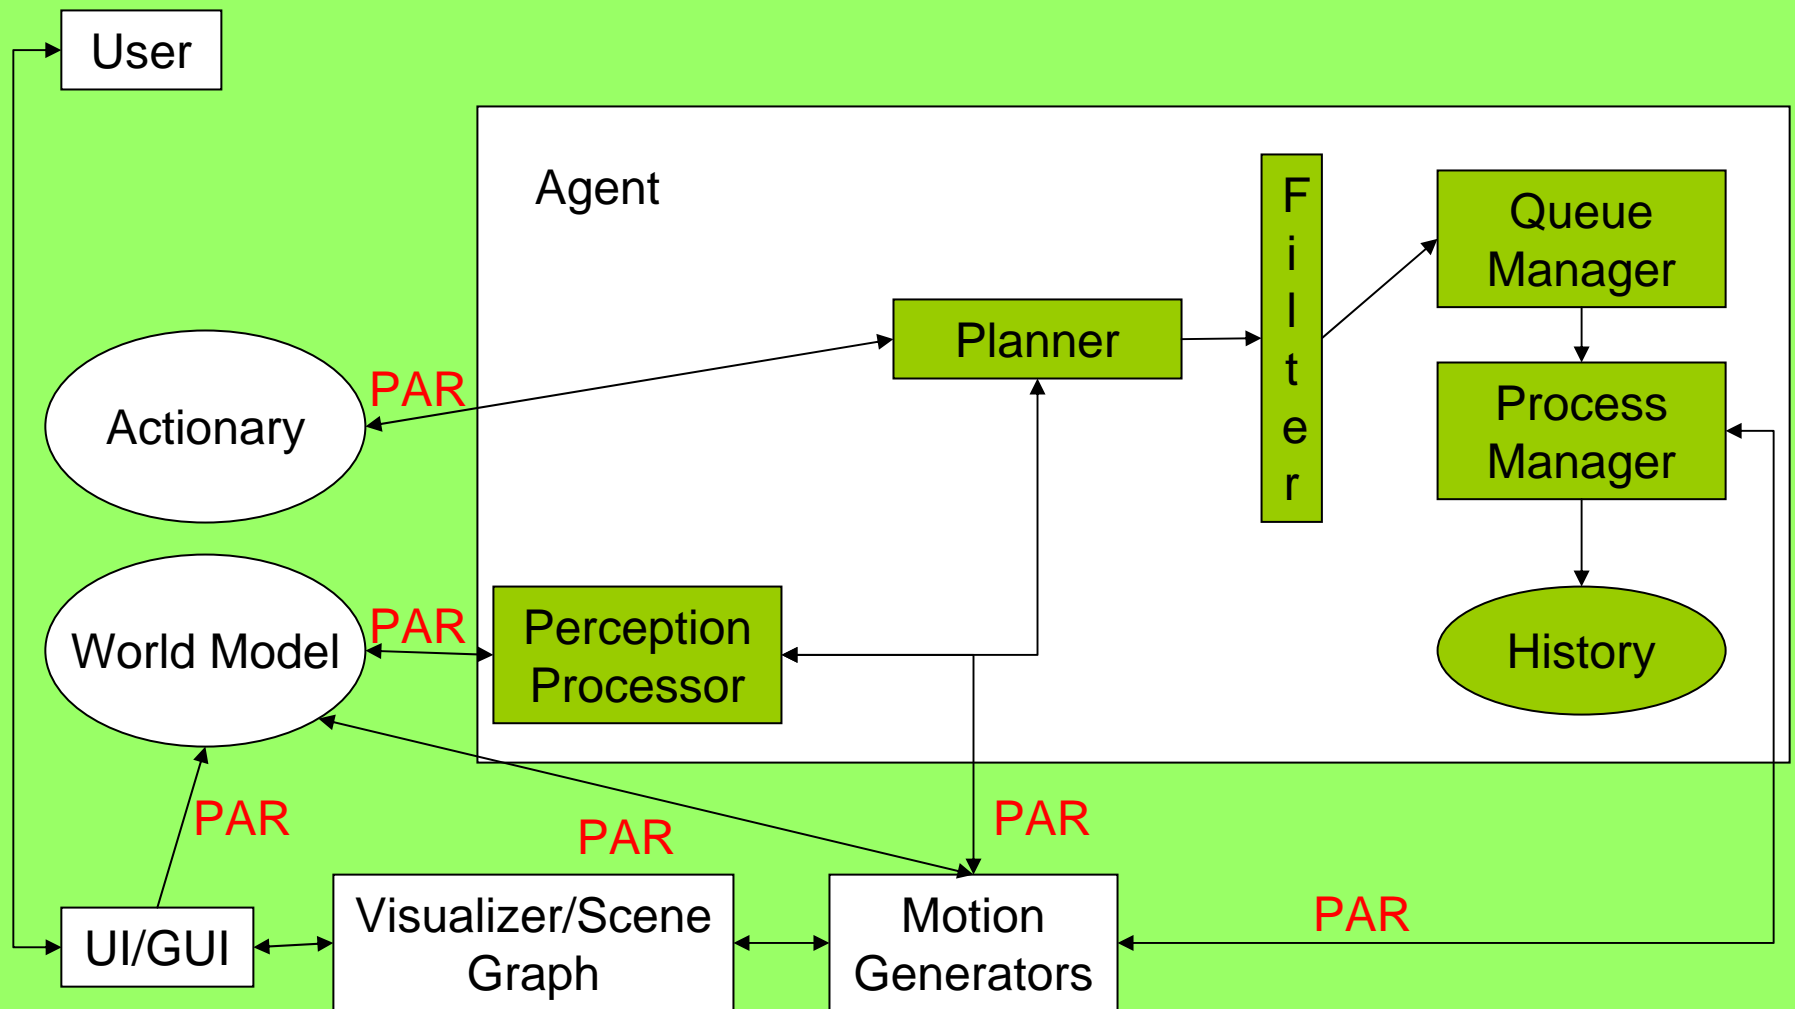 User
Agent
Filter
Queue
Manager
Planner
PAR
Actionary
Process
Manager
PAR
World Model
Perception
Processor
History
PAR
PAR
PAR
UI/GUI
Visualizer/Scene
Graph
Motion
Generators
PAR